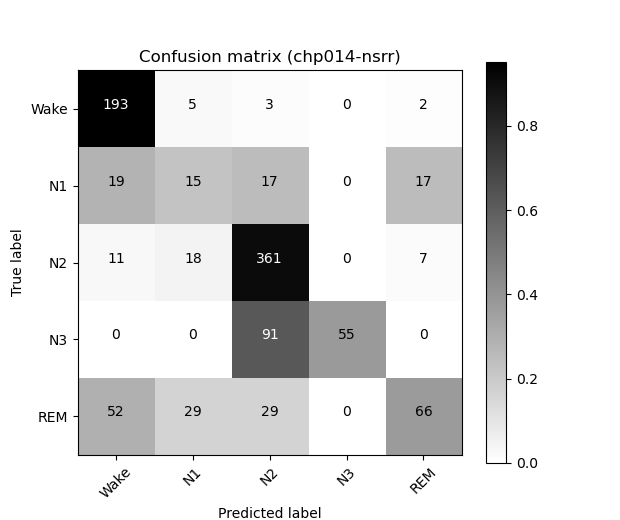 Confusion matrix (chp014-nsrr)
True label
Wake 193 5 3 0 2
N1 19 15 17 0 17
N2 11 18 361 0 7
N3 0 0 91 55 0
REM 52 29 29 0 66
Wake N1 N2 N3 REM
Predicted label
0.8
0.6
0.4
0.2
0.0